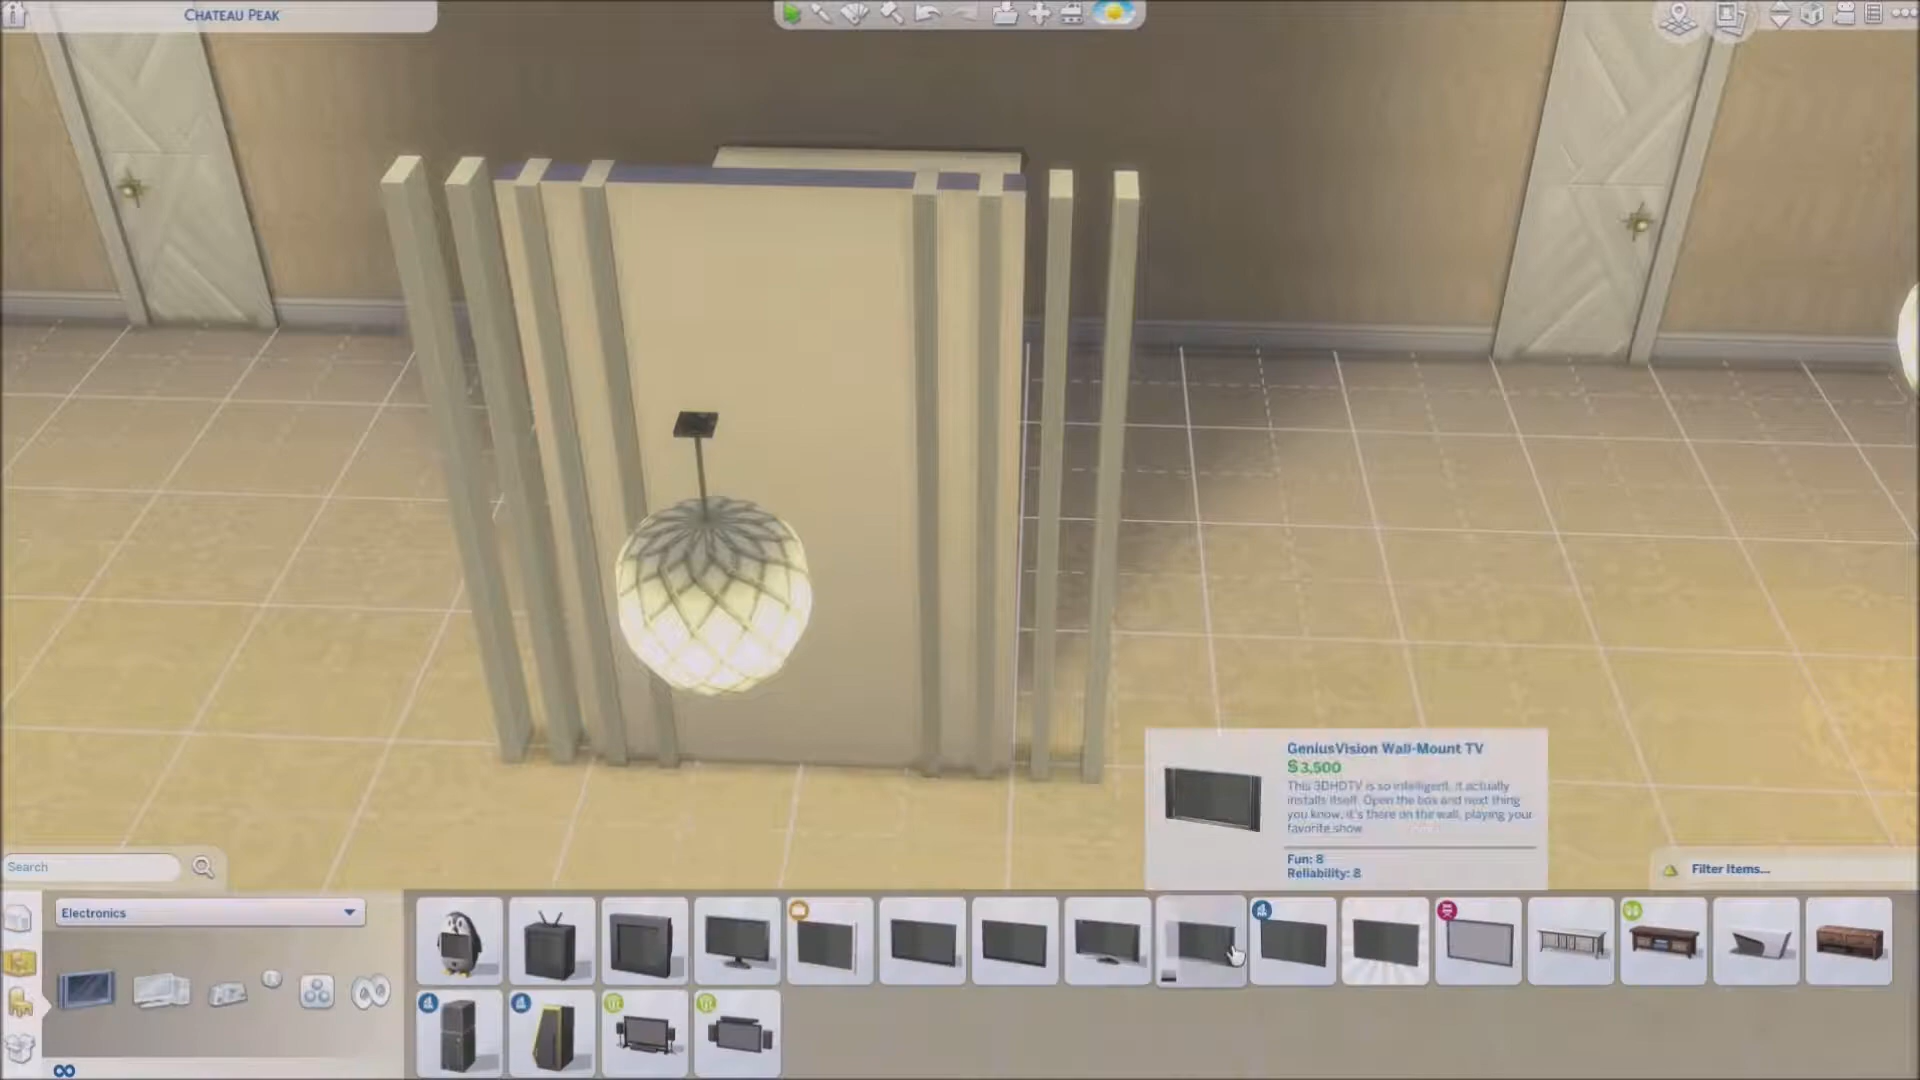 CHATEAU PEAK
GeniusVision Wall-Mount TV
§3,500
This 3DHDTV is so intelligent, it actually
installs itself. Open the box and next thing
you know, it's there on the wall, playing your
favorite show
Fun: 8
Reliability: 8
Search
Filter Items...
Electronics